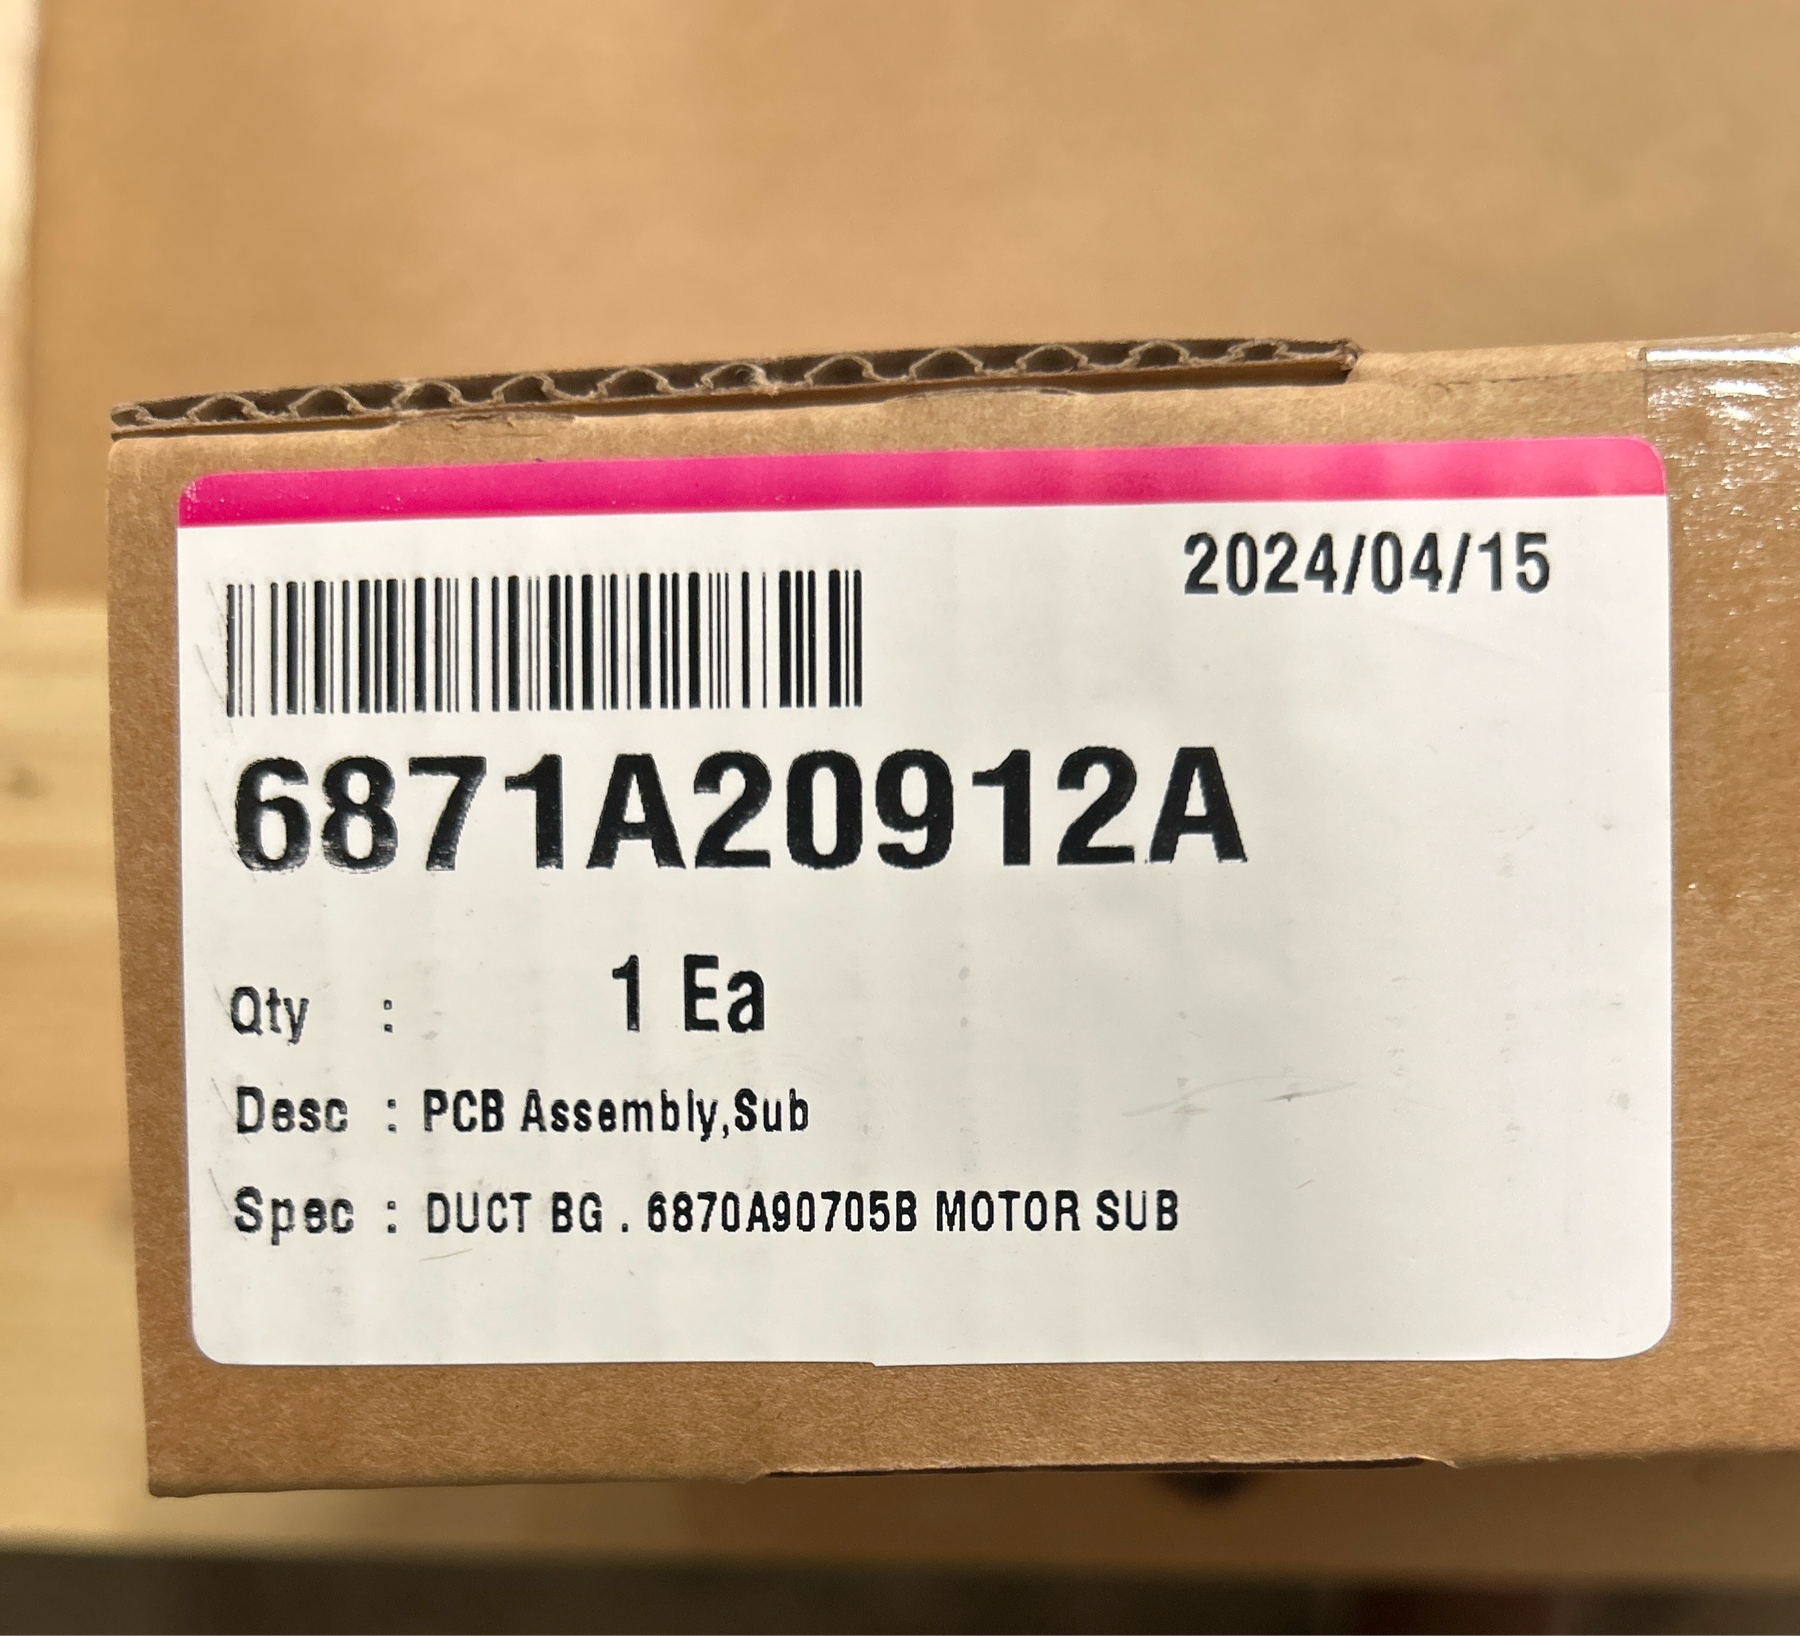 2024/04/15
6871A20912A
Qty : 1 Ea
Desc : PCB Assembly,Sub
Spec : DUCT BG . 6870A90705B MOTOR SUB